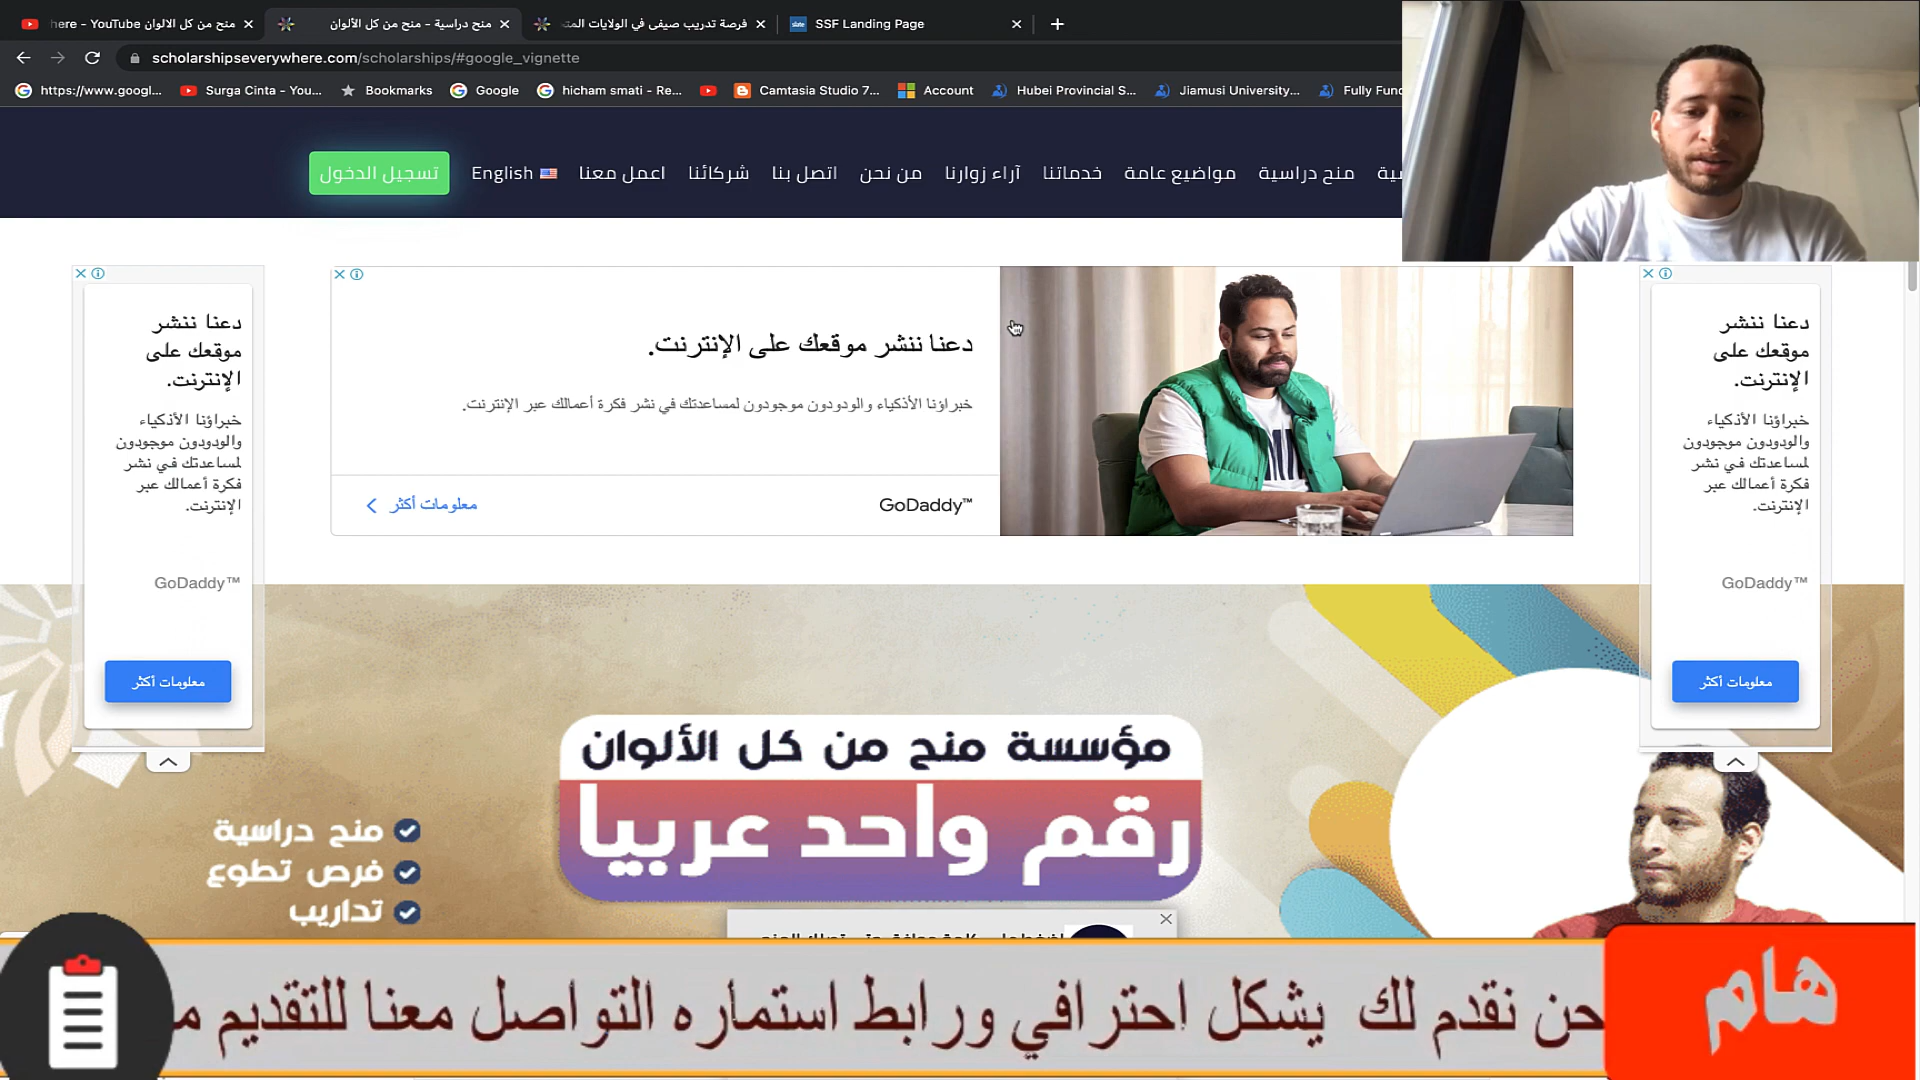 منح من كل الالوان here - YouTube
منح دراسية - منح من كل الألوان
فرصة تدريب صيفي في الولايات المتـ
SSF Landing Page
scholarshipseverywhere.com/scholarships/#google_vignette
https://www.googl...
Surga Cinta - You...
Bookmarks
Google
hicham smati - Re...
Camtasia Studio 7...
Account
Hubei Provincial S...
Jiamusi University...
منح دراسية
مواضيع عامة
خدماتنا
آراء زوارنا
من نحن
اتصل بنا
شركائنا
اعمل معنا
English
تسجيل الدخول
دعنا ننشر
موقعك على
الإنترنت.
خبراؤنا الأذكياء
والودودون موجودون
لمساعدتك في نشر
فكرة أعمالك عبر
الإنترنت.
GoDaddy™
معلومات أكثر
دعنا ننشر موقعك على الإنترنت.
خبراؤنا الأذكياء والودودون موجودون لمساعدتك في نشر فكرة أعمالك عبر الإنترنت.
GoDaddy™
معلومات أكثر
دعنا ننشر
موقعك على
الإنترنت.
خبراؤنا الأذكياء
والودودون موجودون
لمساعدتك في نشر
فكرة أعمالك عبر
الإنترنت.
GoDaddy™
معلومات أكثر
مؤسسة منح من كل الألوان
رقم واحد عربيا
منح دراسية
فرص تطوع
تداريب
هام
حن نقدم لك يشكل احترافي ورابط استماره التواصل معنا للتقديم م